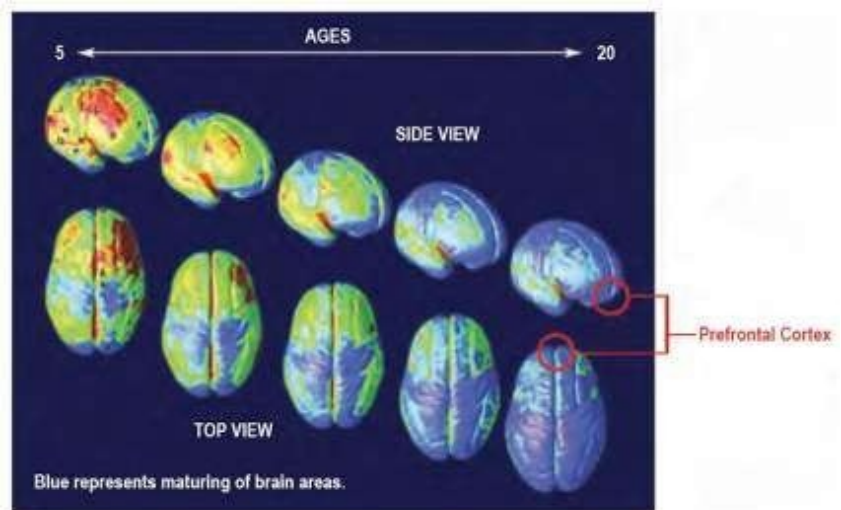 AGES
5
20
SIDE VIEW
Prefrontal Cortex
TOP VIEW
Blue represents maturing of brain areas.